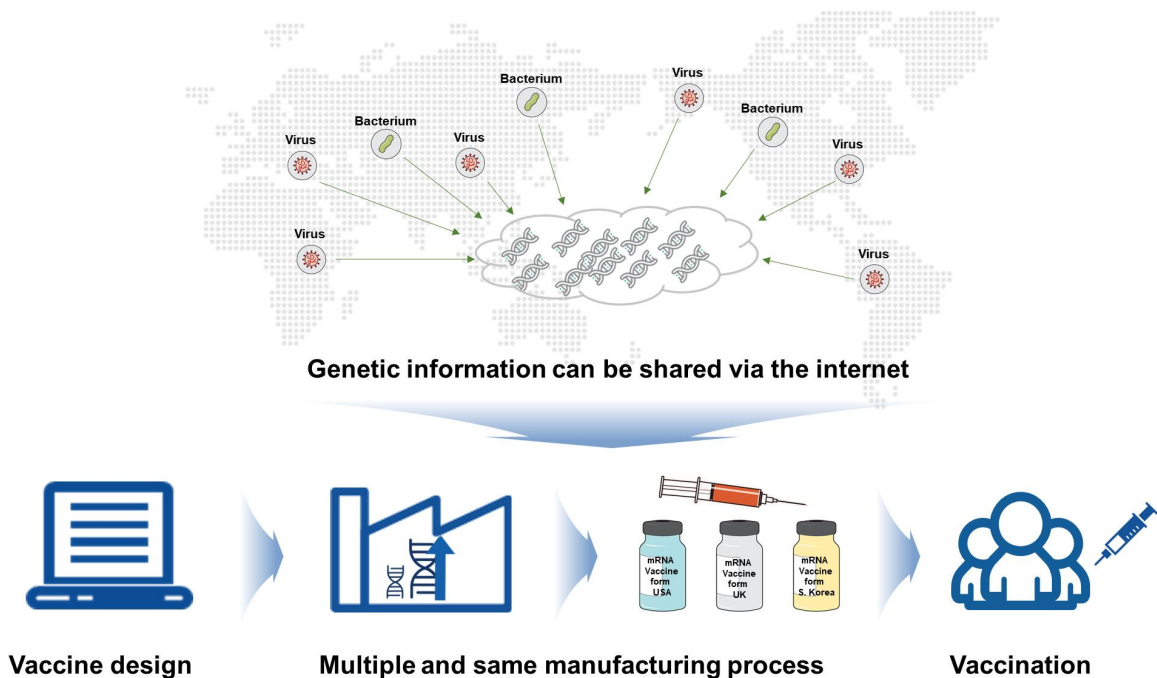 Virus
Bacterium
Bacterium
Virus
Virus
Bacterium
Virus
Virus
Virus
Virus
Genetic information can be shared via the internet
mRNA
Vaccine
form
USA
mRNA
Vaccine
form
UK
mRNA
Vaccine
form
S. Korea
Vaccine design
Multiple and same manufacturing process
Vaccination